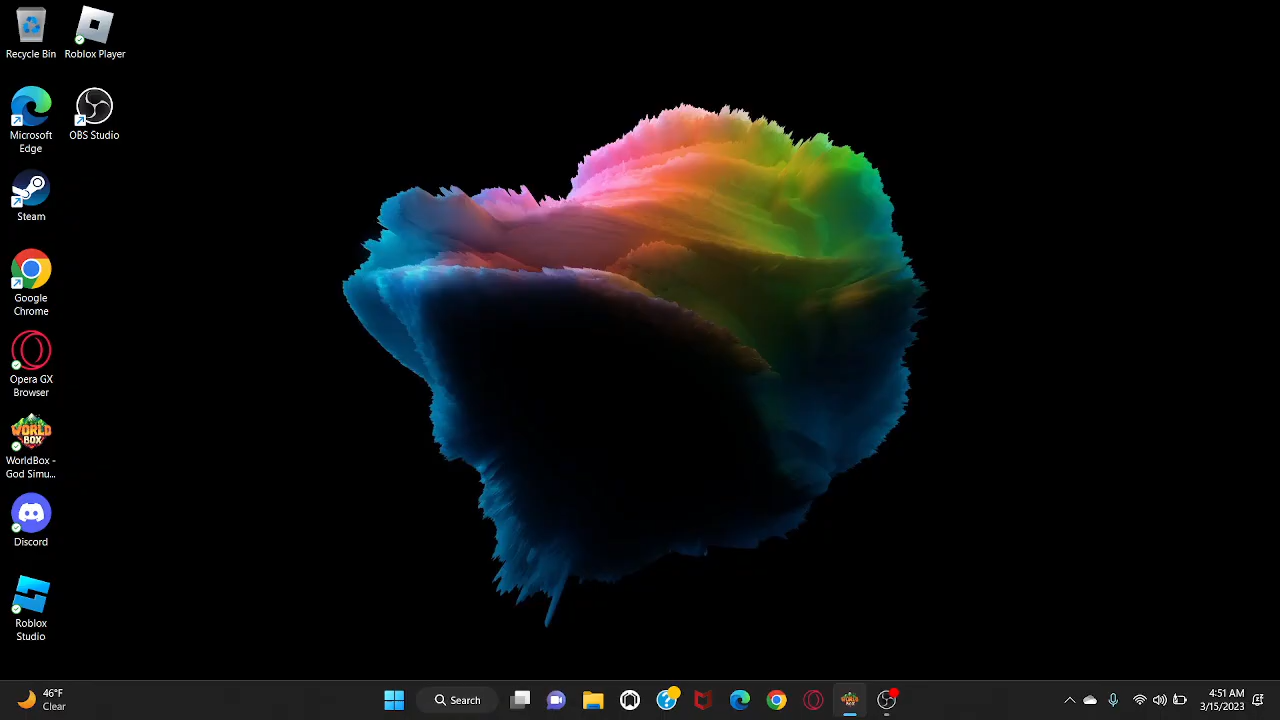 Recycle Bin
Roblox Player
Microsoft
Edge
OBS Studio
Steam
Google
Chrome
Opera GX
Browser
WORLD
BOX
WorldBox -
God Simu...
Discord
Roblox
Studio
46°F
Clear
Search
4:51 AM
3/15/2023